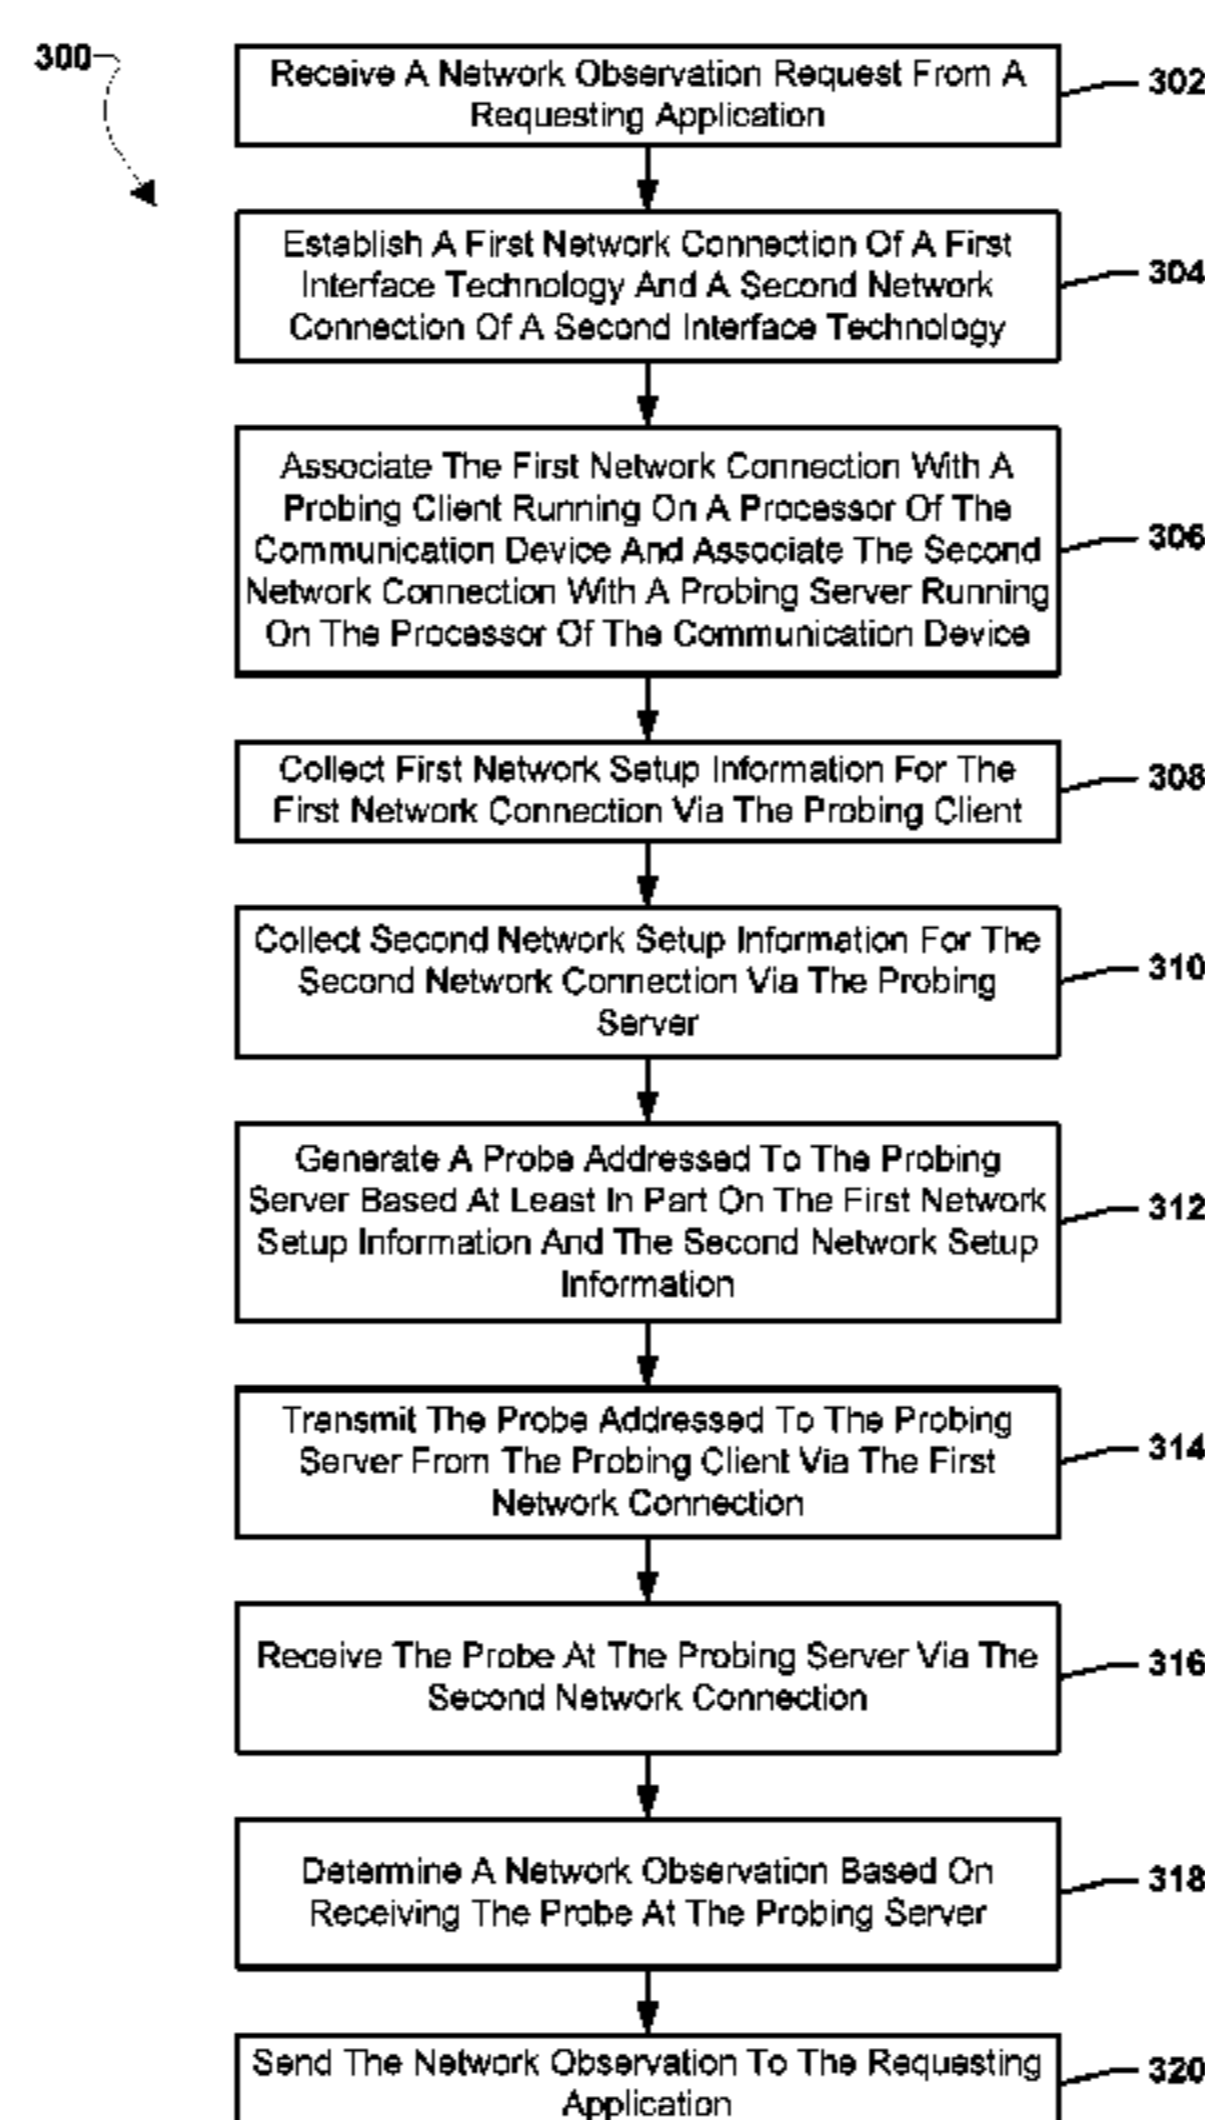 300
Receive A Network Observation Request From A
Requesting Application
302
Establish A First Network Connection Of A First
Interface Technology And A Second Network
Connection Of A Second Interface Technology
304
Associate The First Network Connection With A
Probing Client Running On A Processor Of The
Communication Device And Associate The Second
Network Connection With A Probing Server Running
On The Processor Of The Communication Device
306
Collect First Network Setup Information For The
First Network Connection Via The Probing Client
308
Collect Second Network Setup Information For The
Second Network Connection Via The Probing
Server
310
Generate A Probe Addressed To The Probing
Server Based At Least In Part On The First Network
Setup Information And The Second Network Setup
Information
312
Transmit The Probe Addressed To The Probing
Server From The Probing Client Via The First
Network Connection
314
Receive The Probe At The Probing Server Via The
Second Network Connection
316
Determine A Network Observation Based On
Receiving The Probe At The Probing Server
318
Send The Network Observation To The Requesting
Application
320